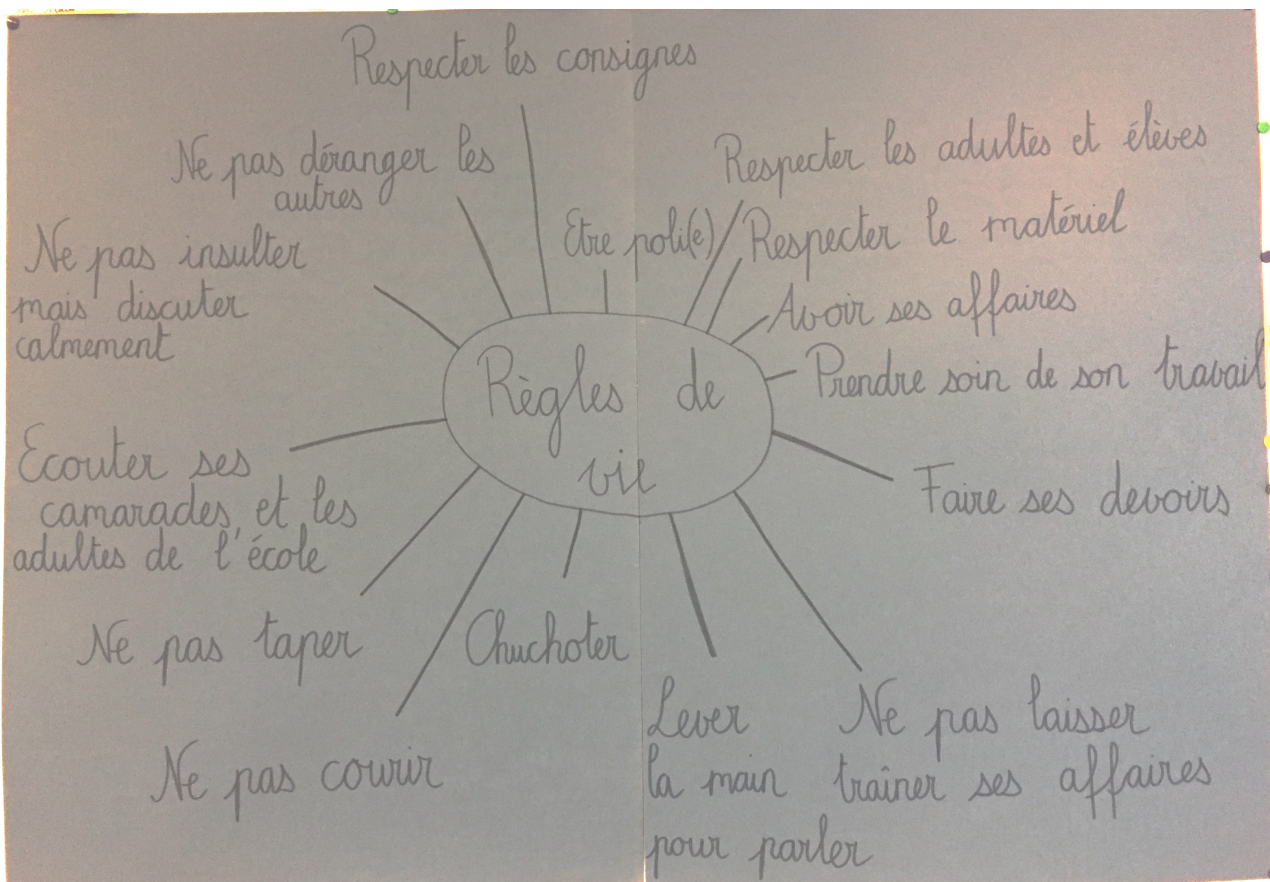 Respecter les consignes
Ne pas déranger les
autres
Respecter les adultes et élèves
Etre poli(e)
Respecter le matériel
Ne pas insulter
mais discuter
calmement
Avoir ses affaires
Prendre soin de son travail
Règles de
vie
Ecouter ses
camarades, et les
adultes de l'école
Faire ses devoirs
Ne pas taper
Chuchoter
Ne pas courir
Lever
la main
pour parler
Ne pas laisser
traîner ses affaires